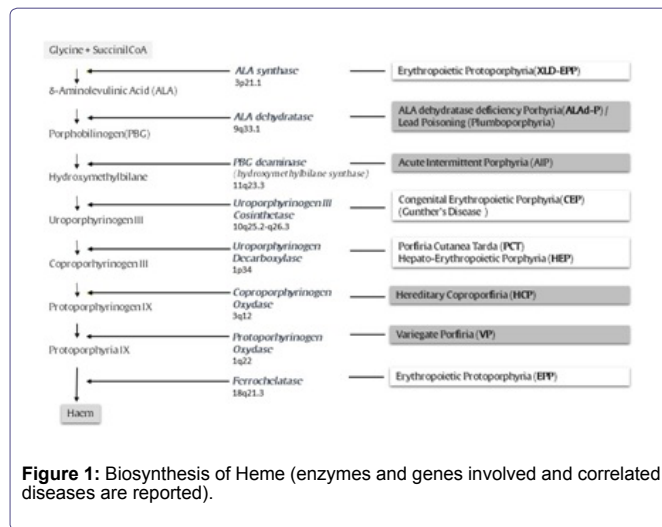 Glycine + SuccinilCoA
ALA synthase
3p21.1
Erythropoietic Protoporphyria(XLD-EPP)
δ-Aminolevulinic Acid (ALA)
ALA dehydratase
9q33.1
ALA dehydratase deficiency Porhyria(ALAd-P) /
Lead Poisoning (Plumboporphyria)
Porphobilinogen(PBG)
PBG deaminase
(hydroxymethylbilane synthase)
11q23.3
Acute Intermittent Porphyria (AIP)
Hydroxymethylbilane
Uroporphyrinogen III
Cosinthetase
10q25.2-q26.3
Congenital Erythropoietic Porphyria(CEP)
(Gunther's Disease )
Uroporphyrinogen III
Uroporphyrinogen
Decarboxylase
1p34
Porfiria Cutanea Tarda (PCT)
Hepato-Erythropoietic Porphyria (HEP)
Coproporhyrinogen III
Coproporphyrinogen
Oxydase
3q12
Hereditary Coproporfiria (HCP)
Protoporhyrinogen IX
Protoporhyrinogen
Oxydase
1q22
Variegate Porfiria (VP)
Protoporphyria IX
Ferrochelatase
18q21.3
Erythropoietic Protoporphyria (EPP)
Haem
Figure 1: Biosynthesis of Heme (enzymes and genes involved and correlated
diseases are reported).